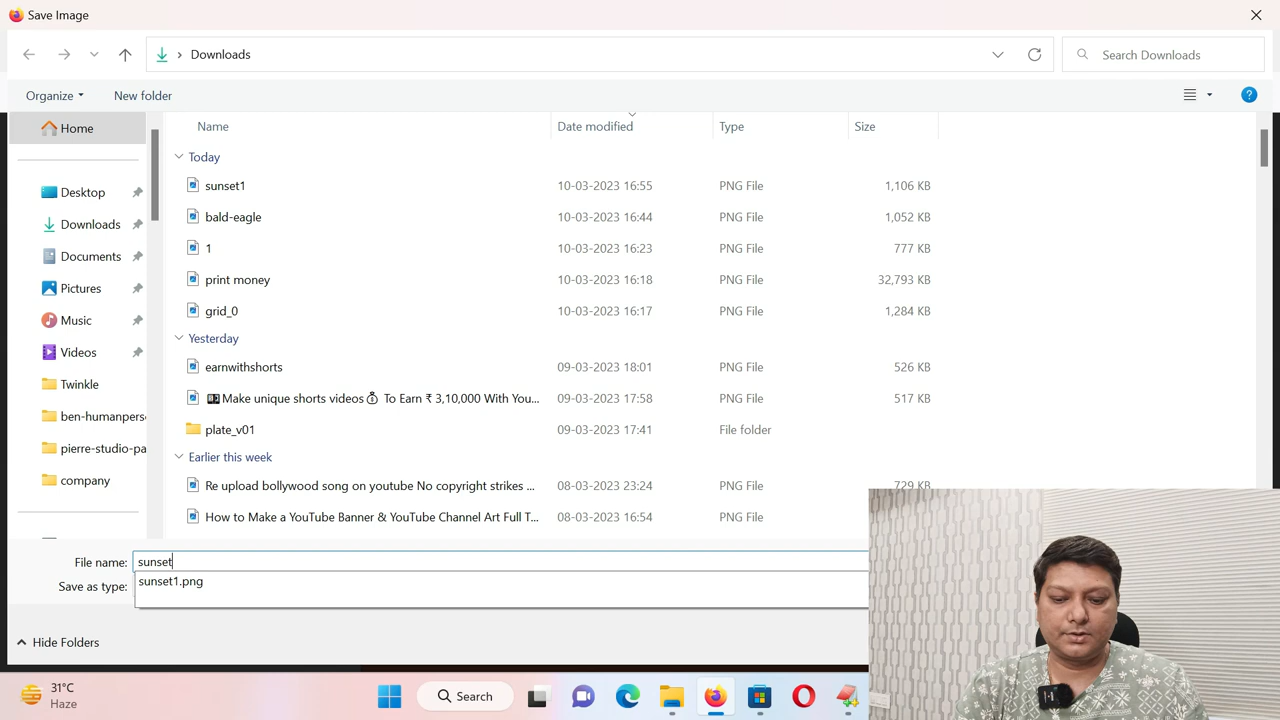 Save Image
Downloads
Search Downloads
Organize
New folder
Home
Desktop
Downloads
Documents
Pictures
Music
Videos
Twinkle
ben-humanpers
pierre-studio-pa
company
Name Date modified Type Size
Today
sunset1 10-03-2023 16:55 PNG File 1,106 KB
bald-eagle 10-03-2023 16:44 PNG File 1,052 KB
1 10-03-2023 16:23 PNG File 777 KB
print money 10-03-2023 16:18 PNG File 32,793 KB
grid_0 10-03-2023 16:17 PNG File 1,284 KB
Yesterday
earnwithshorts 09-03-2023 18:01 PNG File 526 KB
💵Make unique shorts videos💰 To Earn ₹ 3,10,000 With You... 09-03-2023 17:58 PNG File 517 KB
plate_v01 09-03-2023 17:41 File folder
Earlier this week
Re upload bollywood song on youtube No copyright strikes ... 08-03-2023 23:24 PNG File 729 KB
How to Make a YouTube Banner & YouTube Channel Art Full T... 08-03-2023 16:54 PNG File
File name: sunset
Save as type:
sunset1.png
Hide Folders
31°C
Haze
Search